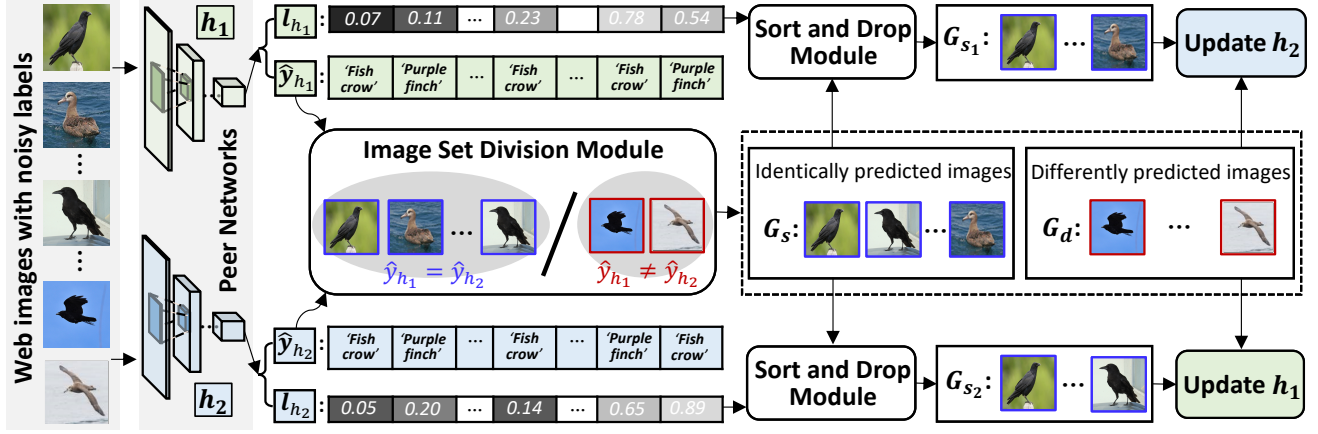 Web images with noisy labels
Peer Networks
h₁
l_h₁ : 0.07 0.11 ... 0.23 ... 0.78 0.54
ŷ_h₁ : 'Fish crow' 'Purple finch' ... 'Fish crow' ... 'Fish crow' 'Purple finch'
Sort and Drop
Module
G_s₁: ...
Update h₂
Image Set Division Module
... /
ŷ_h₁ = ŷ_h₂ ŷ_h₁ ≠ ŷ_h₂
Identically predicted images
G_s: ...
Differently predicted images
G_d: ...
h₂
ŷ_h₂ : 'Fish crow' 'Purple finch' ... 'Fish crow' ... 'Purple finch' 'Fish crow'
l_h₂ : 0.05 0.20 ... 0.14 ... 0.65 0.89
Sort and Drop
Module
G_s₂: ...
Update h₁